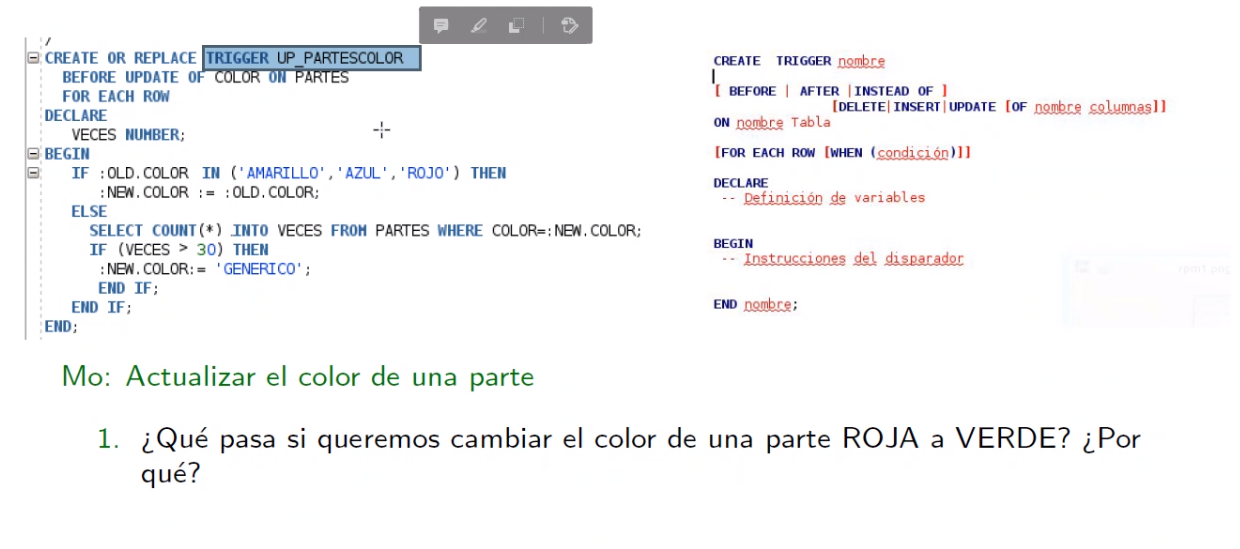 /
CREATE OR REPLACE TRIGGER UP_PARTESCOLOR
BEFORE UPDATE OF COLOR ON PARTES
FOR EACH ROW
DECLARE
VECES NUMBER;
BEGIN
IF :OLD.COLOR IN ('AMARILLO','AZUL','ROJO') THEN
:NEW.COLOR := :OLD.COLOR;
ELSE
SELECT COUNT(*) INTO VECES FROM PARTES WHERE COLOR=:NEW.COLOR;
IF (VECES > 30) THEN
:NEW.COLOR:= 'GENERICO';
END IF;
END IF;
END;
CREATE TRIGGER nombre
[ BEFORE | AFTER |INSTEAD OF ]
[DELETE|INSERT|UPDATE [OF nombre columnas]]
ON nombre Tabla
[FOR EACH ROW [WHEN (condición)]]
DECLARE
-- Definición de variables
BEGIN
-- Instrucciones del disparador
END nombre;
Mo: Actualizar el color de una parte
1. ¿Qué pasa si queremos cambiar el color de una parte ROJA a VERDE? ¿Por
qué?